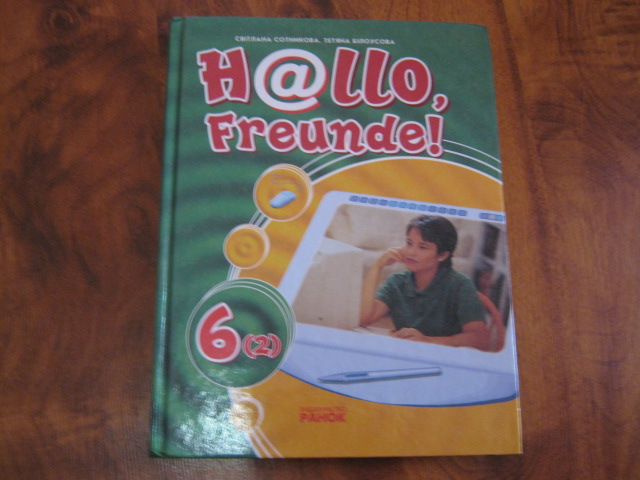 СВІТЛАНА СОТНИКОВА, ТЕТЯНА БІЛОУСОВА
H@llo,
Freunde!
6(2)
РАНОК